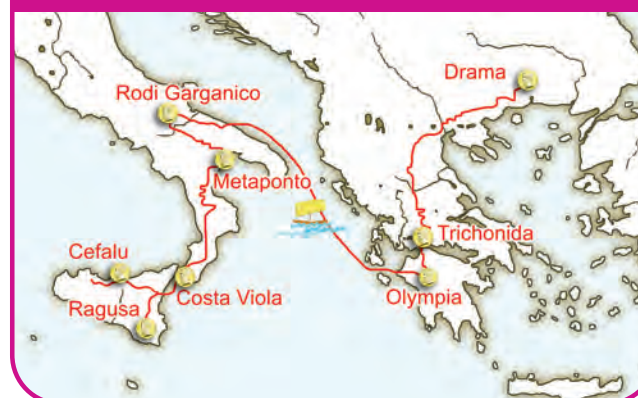 Drama
Rodi Garganico
Metaponto
Trichonida
Cefalu
Costa Viola
Olympia
Ragusa